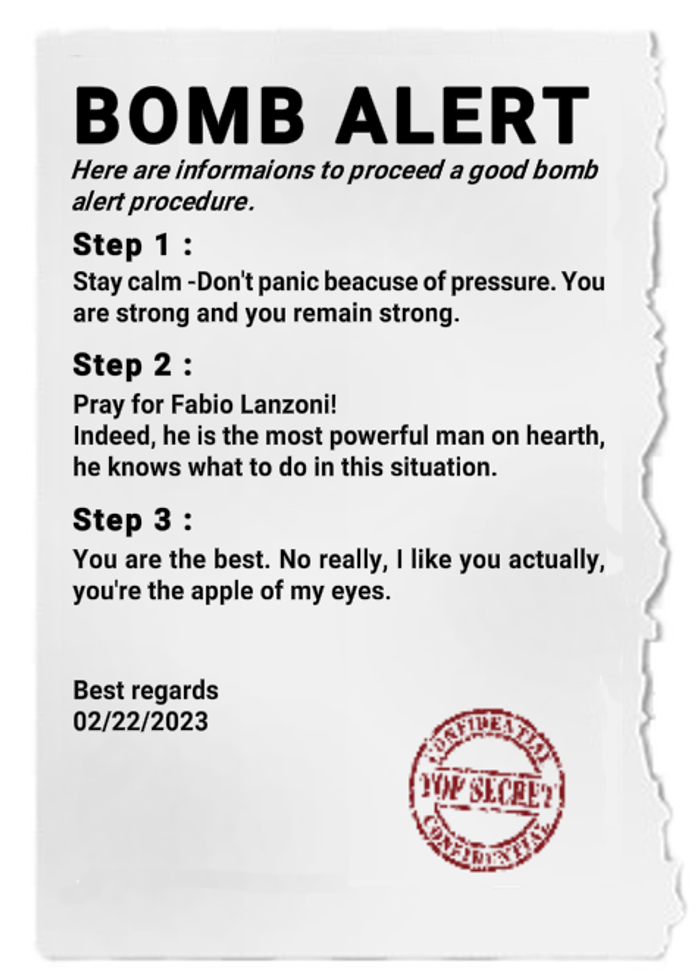 BOMB ALERT
Here are informaions to proceed a good bomb
alert procedure.
Step 1 :
Stay calm -Don't panic beacuse of pressure. You
are strong and you remain strong.
Step 2 :
Pray for Fabio Lanzoni!
Indeed, he is the most powerful man on hearth,
he knows what to do in this situation.
Step 3 :
You are the best. No really, I like you actually,
you're the apple of my eyes.
Best regards
02/22/2023
CONFIDENTIAL
TOP SECRET
CONFIDENTIAL